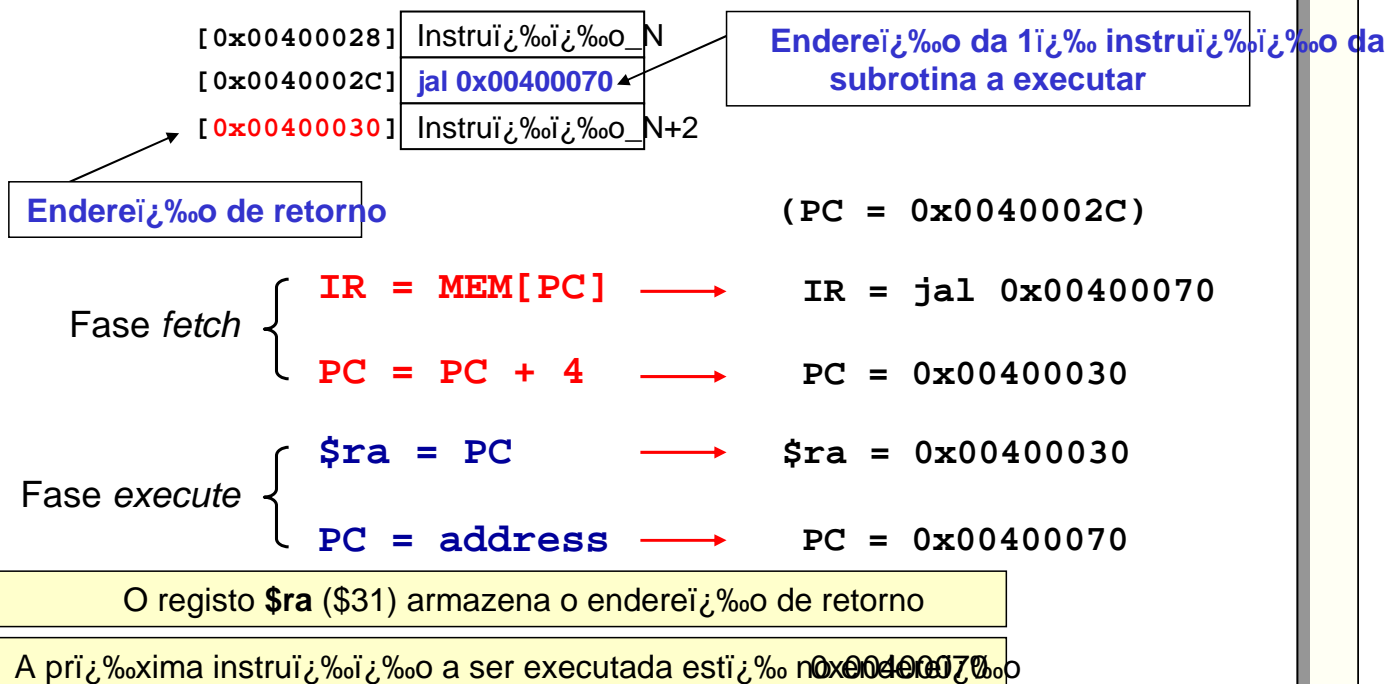 [0x00400028] Instruï¿‰ï¿‰o_N
Endereï¿‰o da 1ï¿‰ instruï¿‰ï¿‰o da
subrotina a executar
[0x0040002C] jal 0x00400070
[0x00400030] Instruï¿‰ï¿‰o_N+2
Endereï¿‰o de retorno
(PC = 0x0040002C)
Fase fetch
IR = MEM[PC] IR = jal 0x00400070
PC = PC + 4 PC = 0x00400030
Fase execute
$ra = PC $ra = 0x00400030
PC = address PC = 0x00400070
O registo $ra ($31) armazena o endereï¿‰o de retorno
A prï¿‰xima instruï¿‰ï¿‰o a ser executada estï¿‰ no endereï¿‰o 0x00400070